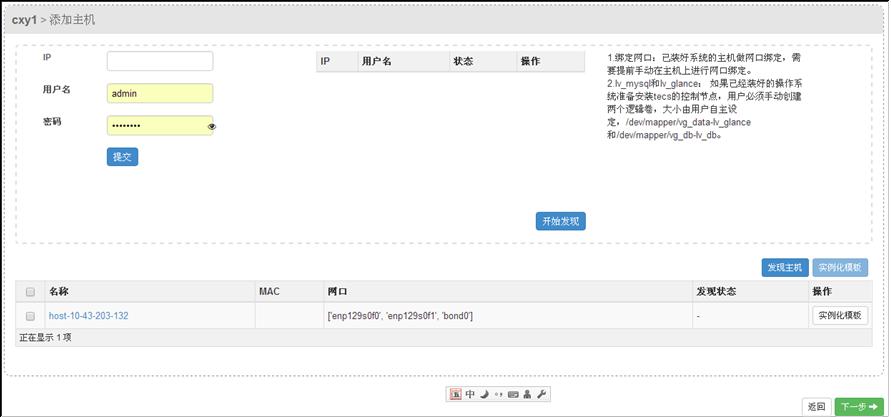 cxy1 > 添加主机
IP
用户名
admin
密码
••••••••
提交
IP 用户名 状态 操作
开始发现
1.绑定网口：已装好系统的主机做网口绑定，需
要提前手动在主机上进行网口绑定。
2.lv_mysql和lv_glance： 如果已经装好的操作系
统准备安装tecs的控制节点，用户必须手动创建
两个逻辑卷，大小由用户自主设
定，/dev/mapper/vg_data-lv_glance
和/dev/mapper/vg_db-lv_db。
发现主机 实例化模板
名称 MAC 网口 发现状态 操作
host-10-43-203-132 ['enp129s0f0', 'enp129s0f1', 'bond0'] - 实例化模板
正在显示 1 项
中
返回 下一步